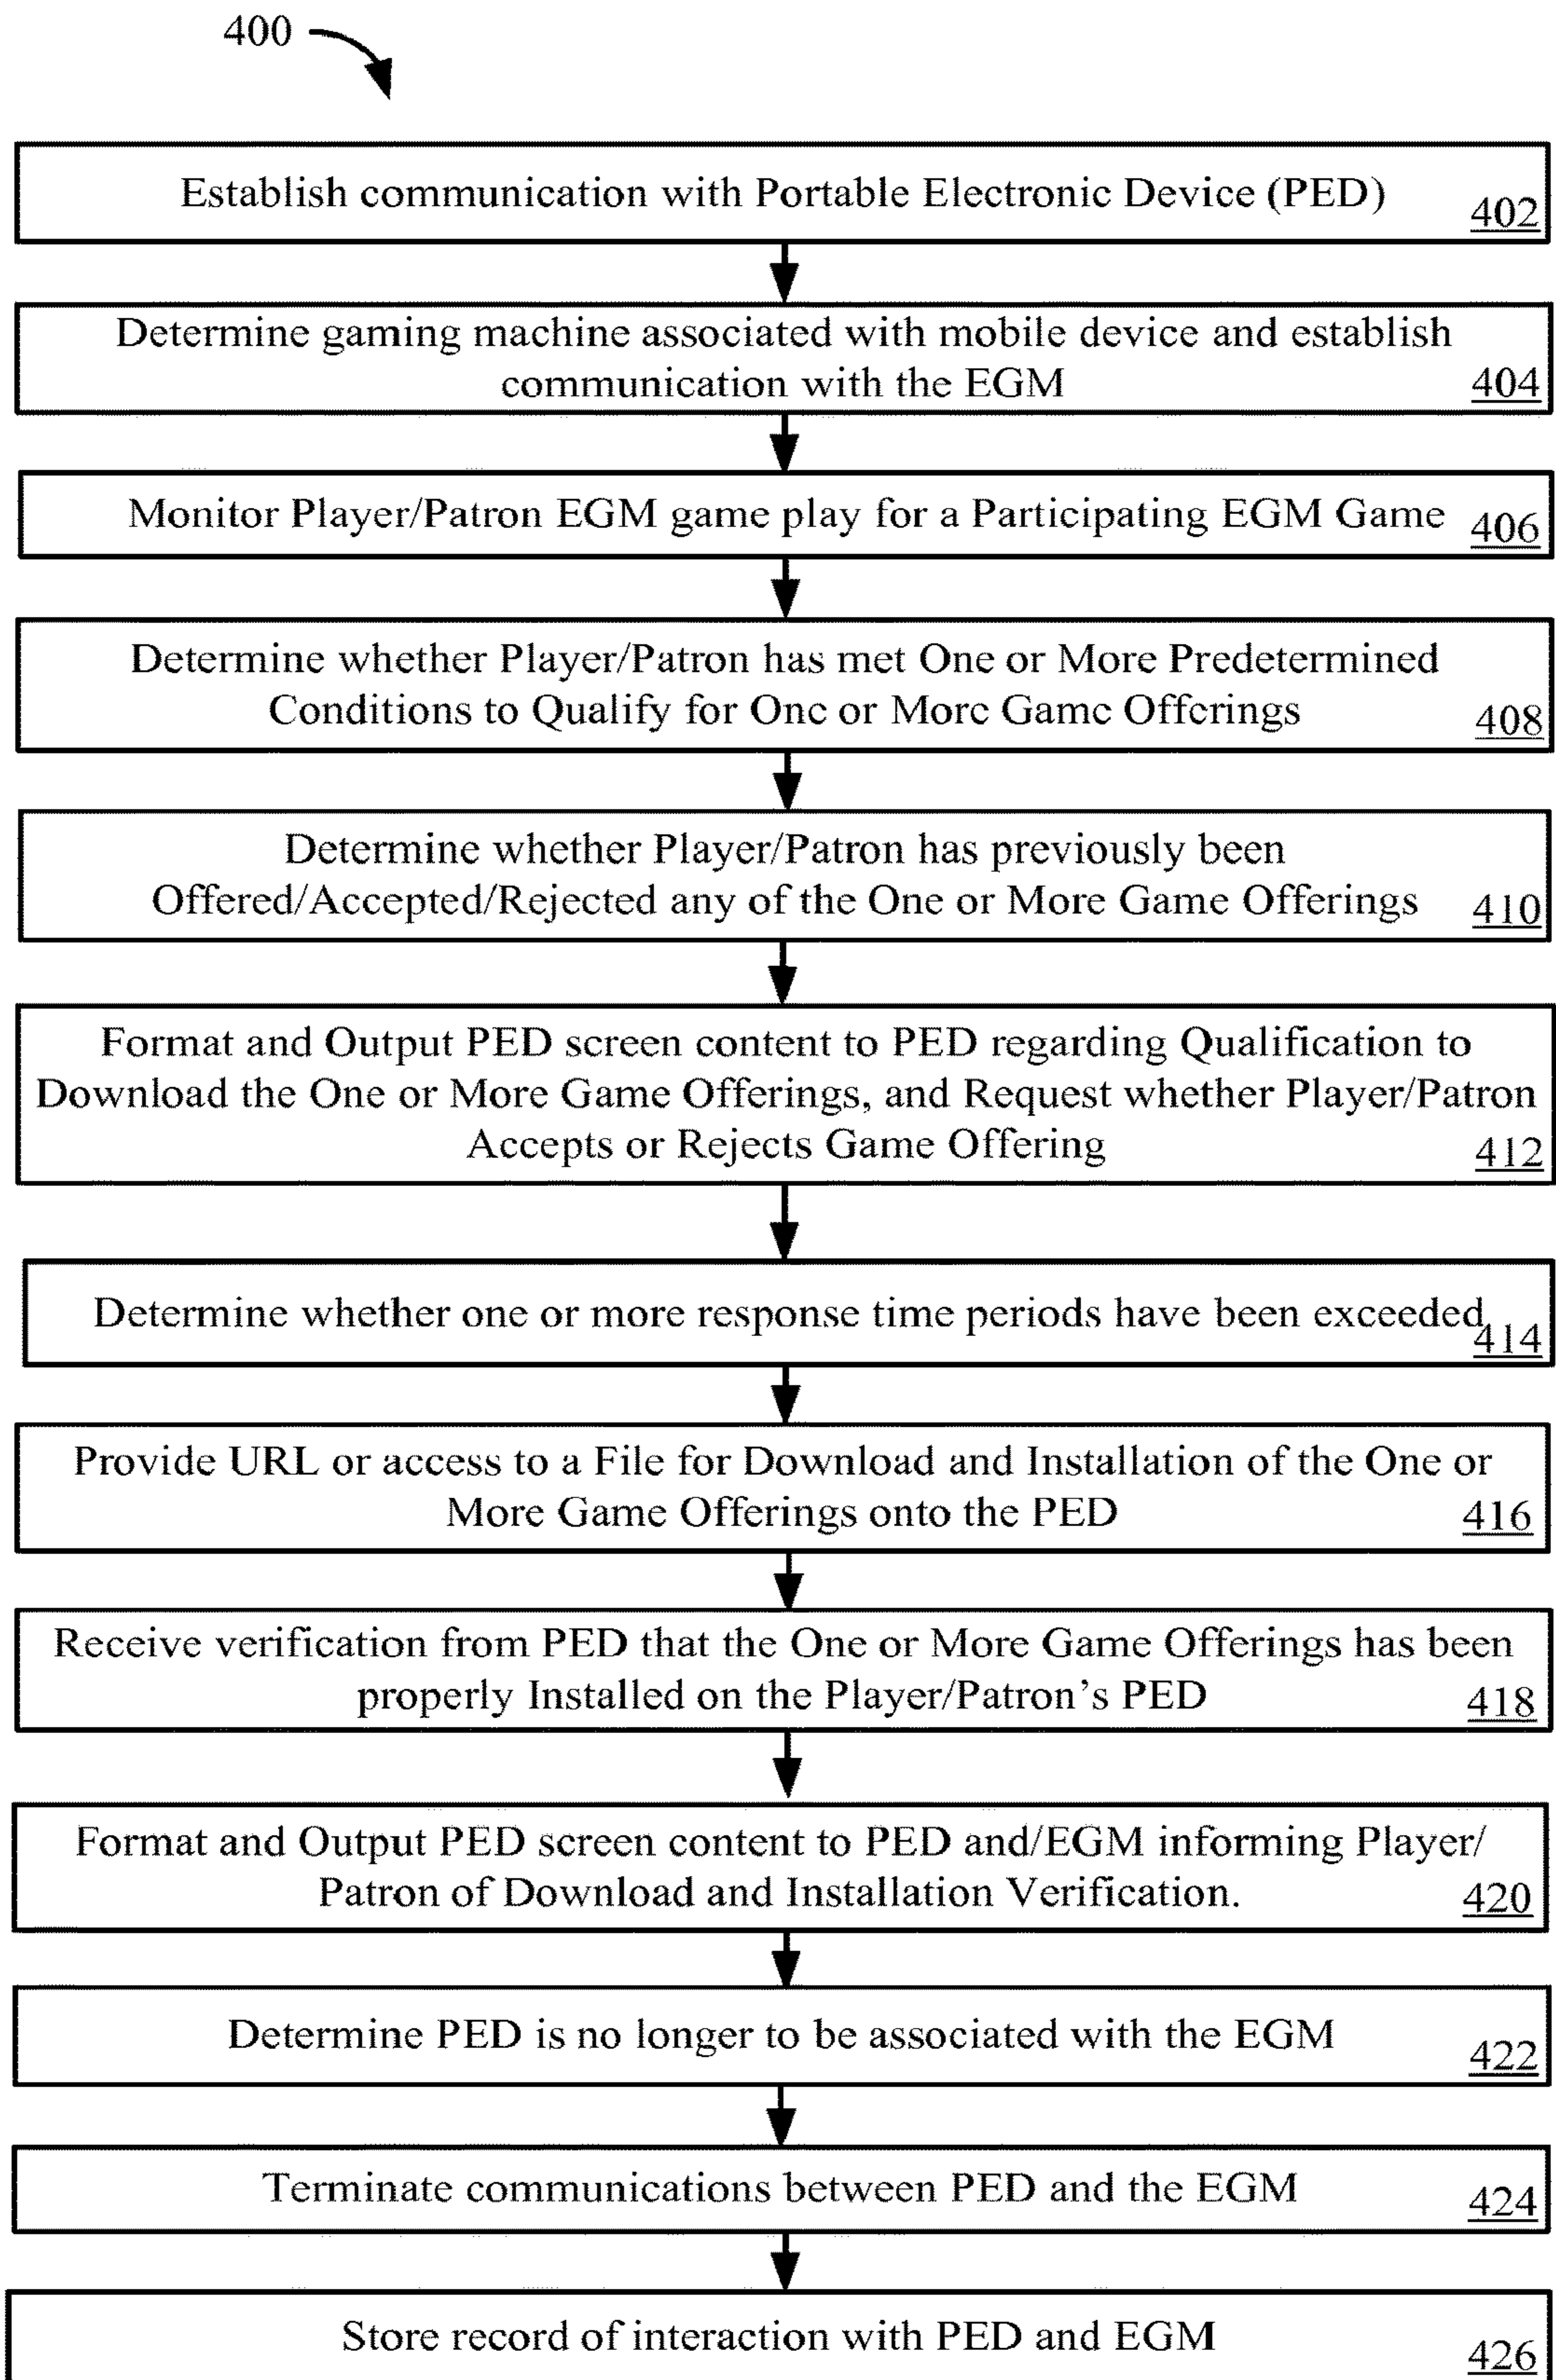 400
Establish communication with Portable Electronic Device (PED)
402
Determine gaming machine associated with mobile device and establish
communication with the EGM
404
Monitor Player/Patron EGM game play for a Participating EGM Game
406
Determine whether Player/Patron has met One or More Predetermined
Conditions to Qualify for One or More Game Offerings
408
Determine whether Player/Patron has previously been
Offered/Accepted/Rejected any of the One or More Game Offerings
410
Format and Output PED screen content to PED regarding Qualification to
Download the One or More Game Offerings, and Request whether Player/Patron
Accepts or Rejects Game Offering
412
Determine whether one or more response time periods have been exceeded
414
Provide URL or access to a File for Download and Installation of the One or
More Game Offerings onto the PED
416
Receive verification from PED that the One or More Game Offerings has been
properly Installed on the Player/Patron's PED
418
Format and Output PED screen content to PED and/EGM informing Player/
Patron of Download and Installation Verification.
420
Determine PED is no longer to be associated with the EGM
422
Terminate communications between PED and the EGM
424
Store record of interaction with PED and EGM
426